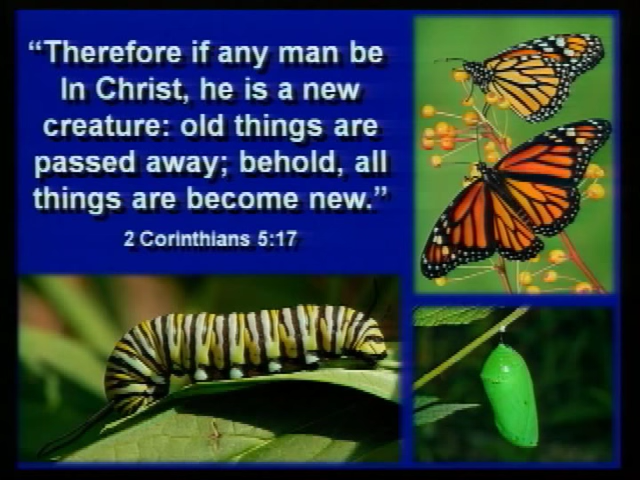 “Therefore if any man be
In Christ, he is a new
creature: old things are
passed away; behold, all
things are become new.”
2 Corinthians 5:17